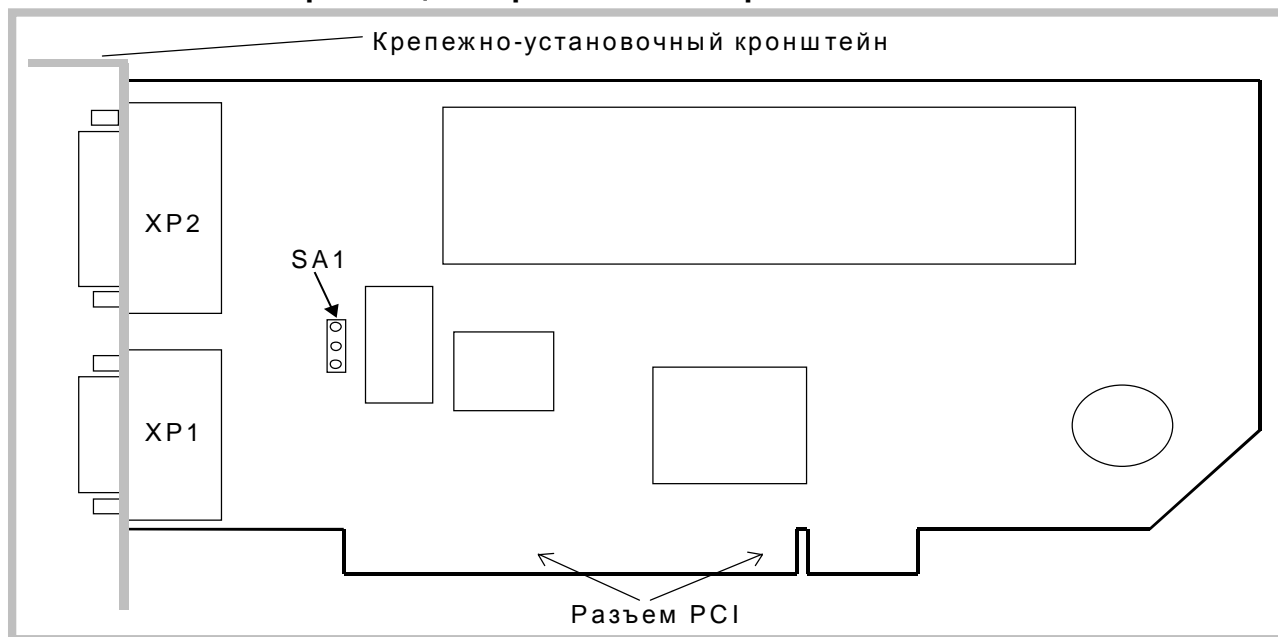 Крепежно-установочный кронштейн
XP2
SA1
XP1
Разъем PCI